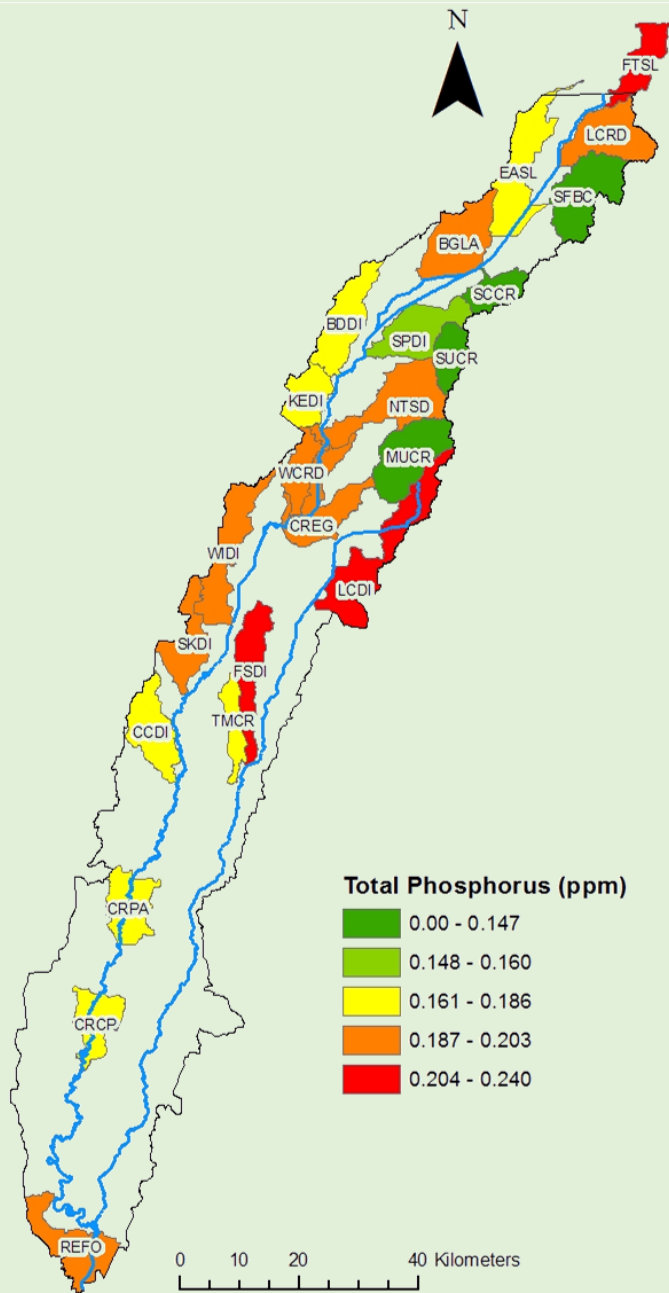 N
FTSL
LCRD
EASL
SFBC
BGLA
SCCR
BDDI
SPDI
SUCR
KEDI
NTSD
MUCR
WCRD
CREG
WIDI
LCDI
SKDI
FSDI
TMCR
CCDI
CRPA
CRCP
REFO
Total Phosphorus (ppm)
0.00 - 0.147
0.148 - 0.160
0.161 - 0.186
0.187 - 0.203
0.204 - 0.240
0 10 20 40 Kilometers